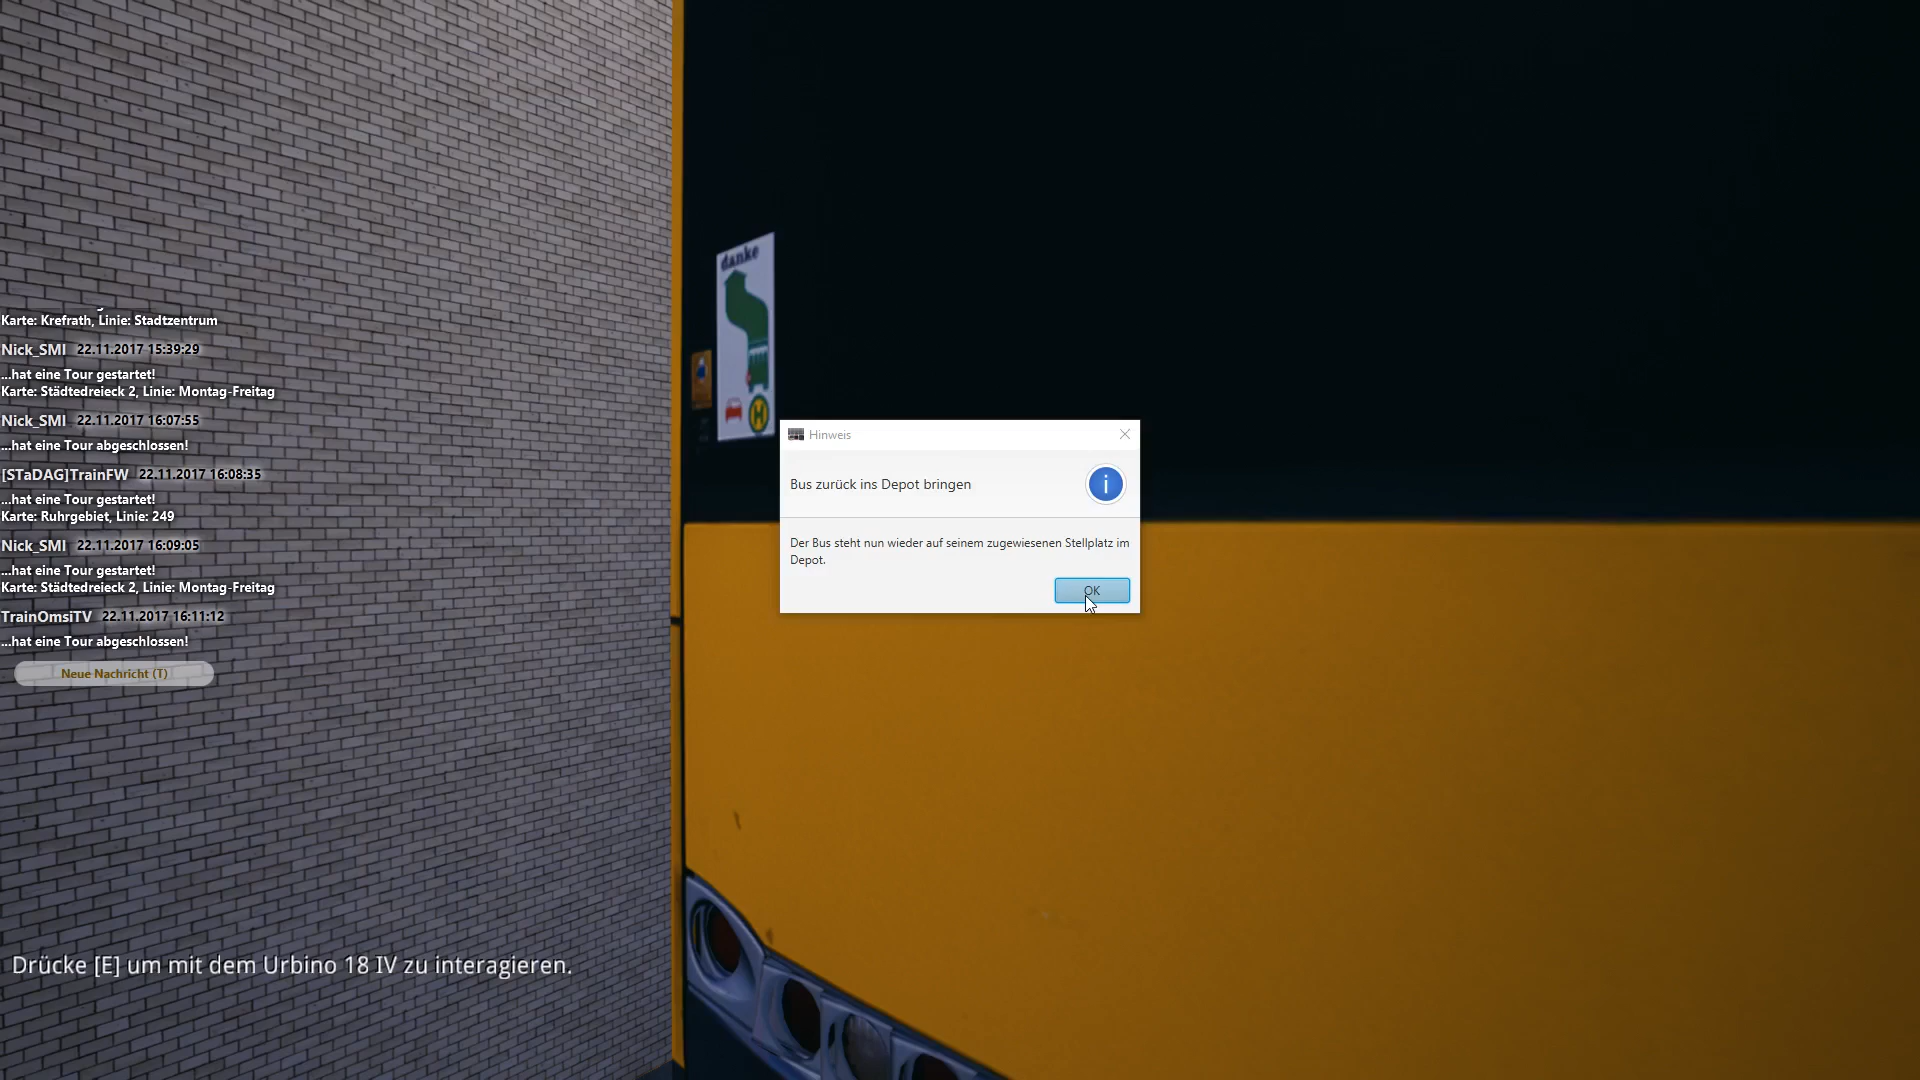 danke
H
Karte: Krefrath, Linie: Stadtzentrum
Nick_SMI 22.11.2017 15:39:29
...hat eine Tour gestartet!
Karte: Städtedreieck 2, Linie: Montag-Freitag
Nick_SMI 22.11.2017 16:07:55
...hat eine Tour abgeschlossen!
[STaDAG]TrainFW 22.11.2017 16:08:35
...hat eine Tour gestartet!
Karte: Ruhrgebiet, Linie: 249
Nick_SMI 22.11.2017 16:09:05
...hat eine Tour gestartet!
Karte: Städtedreieck 2, Linie: Montag-Freitag
TrainOmsiTV 22.11.2017 16:11:12
...hat eine Tour abgeschlossen!
Neue Nachricht (T)
Hinweis
Bus zurück ins Depot bringen
Der Bus steht nun wieder auf seinem zugewiesenen Stellplatz im
Depot.
OK
Drücke [E] um mit dem Urbino 18 IV zu interagieren.